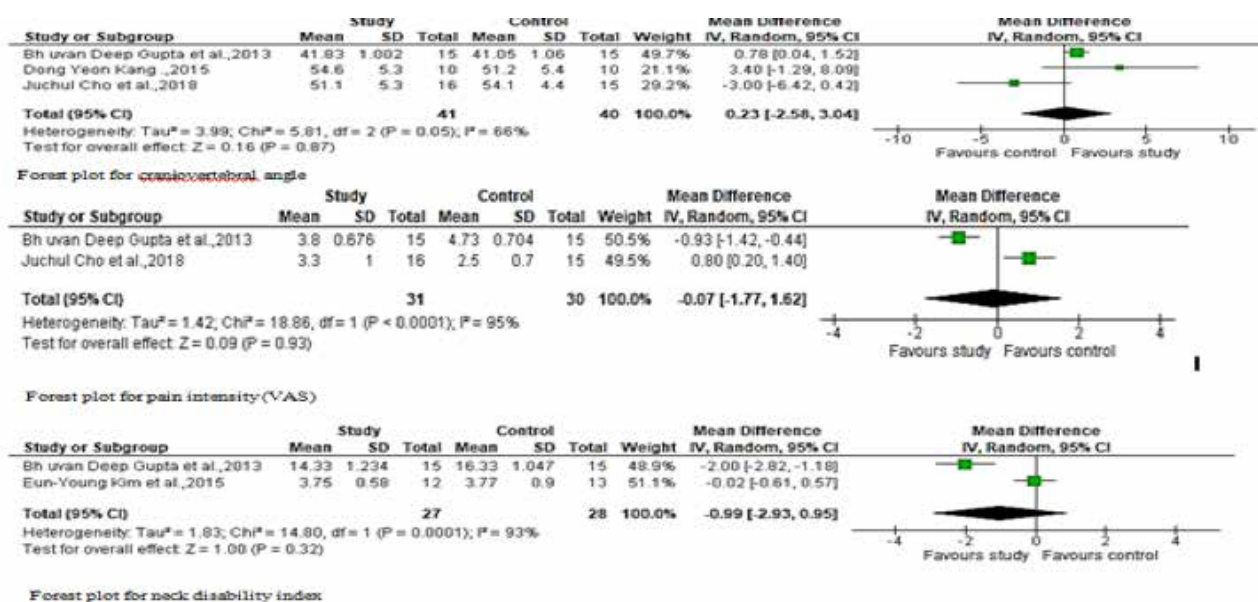 Study Control Mean Difference Mean Difference
Study or Subgroup Mean SD Total Mean SD Total Weight IV, Random, 95% CI IV, Random, 95% CI
Bh uvan Deep Gupta et al.,2013 41.83 1.002 15 41.05 1.06 15 49.7% 0.78 [0.04, 1.52]
Dong Yeon Kang .,2015 54.6 5.3 10 51.2 5.4 10 21.1% 3.40 [-1.29, 8.09]
Juchul Cho et al.,2018 51.1 5.3 16 54.1 4.4 15 29.2% -3.00 [-6.42, 0.42]
Total (95% CI) 41 40 100.0% 0.23 [-2.58, 3.04]
Heterogeneity: Tau² = 3.99; Chi² = 5.81, df = 2 (P = 0.05); I² = 66%
Test for overall effect: Z = 0.16 (P = 0.87)
-10 -5 0 5 10
Favours control Favours study
Forest plot for craniovertebral angle
Study Control Mean Difference Mean Difference
Study or Subgroup Mean SD Total Mean SD Total Weight IV, Random, 95% CI IV, Random, 95% CI
Bh uvan Deep Gupta et al.,2013 3.8 0.676 15 4.73 0.704 15 50.5% -0.93 [-1.42, -0.44]
Juchul Cho et al.,2018 3.3 1 16 2.5 0.7 15 49.5% 0.80 [0.20, 1.40]
Total (95% CI) 31 30 100.0% -0.07 [-1.77, 1.62]
Heterogeneity: Tau² = 1.42; Chi² = 18.86, df = 1 (P < 0.0001); I² = 95%
Test for overall effect: Z = 0.09 (P = 0.93)
-4 -2 0 2 4
Favours study Favours control
Forest plot for pain intensity (VAS)
Study Control Mean Difference Mean Difference
Study or Subgroup Mean SD Total Mean SD Total Weight IV, Random, 95% CI IV, Random, 95% CI
Bh uvan Deep Gupta et al.,2013 14.33 1.234 15 16.33 1.047 15 48.9% -2.00 [-2.82, -1.18]
Eun-Young Kim et al.,2015 3.75 0.58 12 3.77 0.9 13 51.1% -0.02 [-0.61, 0.57]
Total (95% CI) 27 28 100.0% -0.99 [-2.93, 0.95]
Heterogeneity: Tau² = 1.83; Chi² = 14.80, df = 1 (P = 0.0001); I² = 93%
Test for overall effect: Z = 1.00 (P = 0.32)
-4 -2 0 2 4
Favours study Favours control
Forest plot for neck disability index